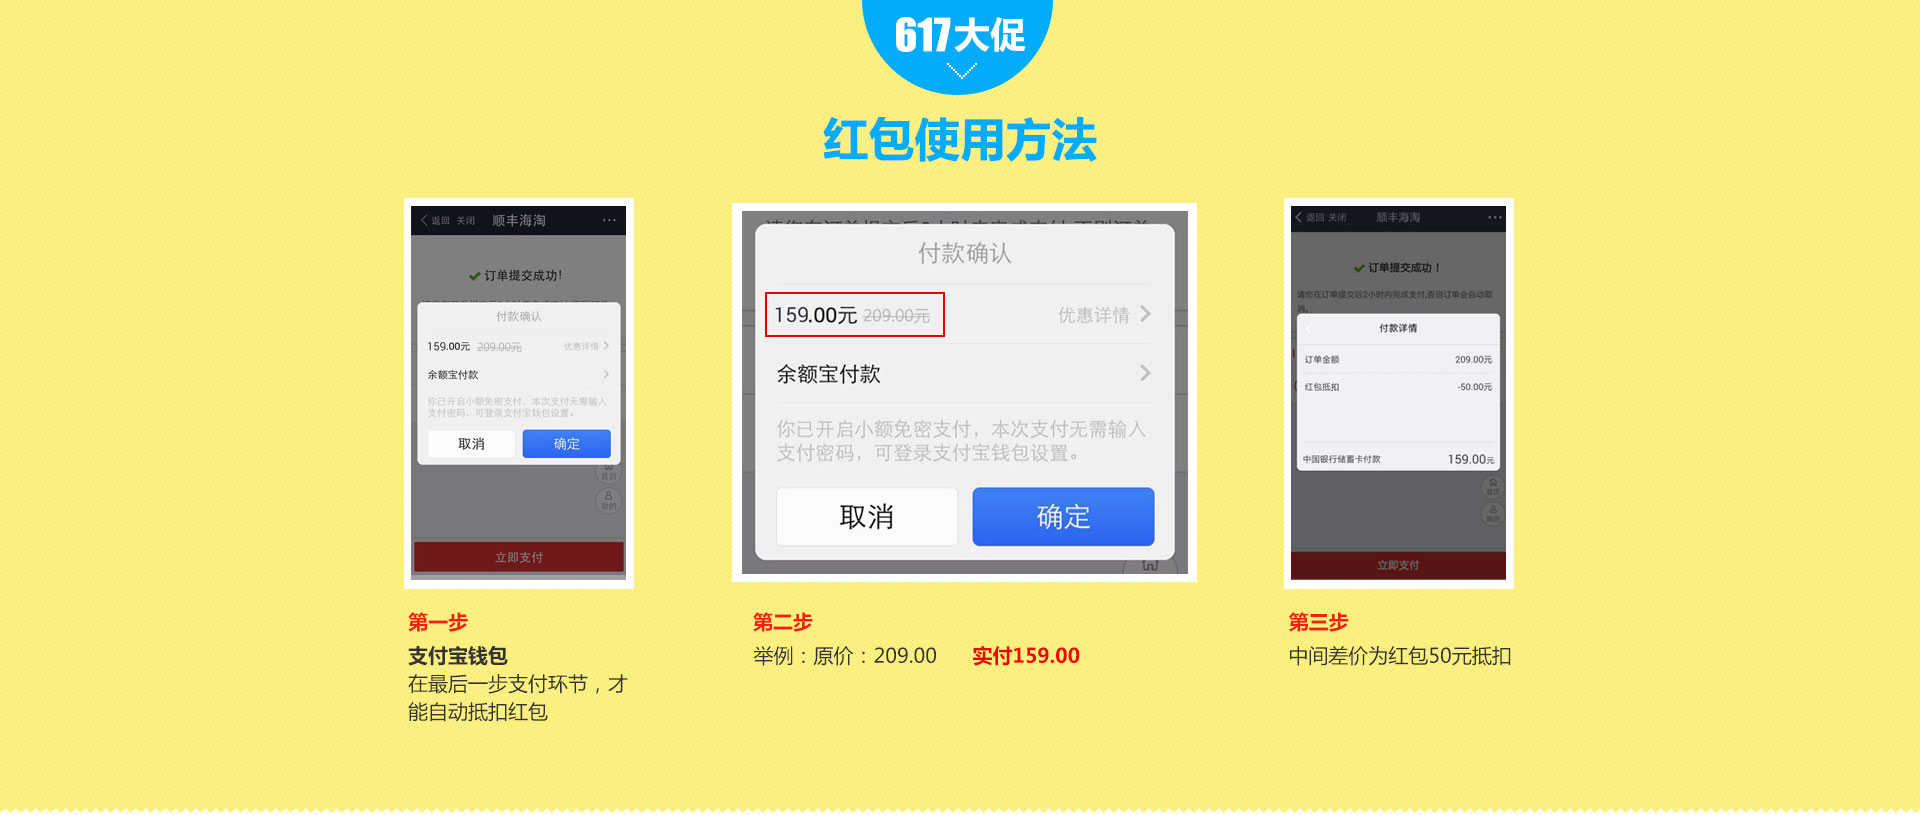 617大促
红包使用方法
返回 关闭 顺丰海淘
订单提交成功!
付款确认
159.00元 209.00元 优惠详情
余额宝付款
你已开启小额免密支付，本次支付无需输入
支付密码，可登录支付宝钱包设置。
取消 确定
首页
我的
立即支付
付款确认
159.00元 209.00元 优惠详情
余额宝付款
你已开启小额免密支付，本次支付无需输入
支付密码，可登录支付宝钱包设置。
取消 确定
返回 关闭 顺丰海淘
订单提交成功！
请您在订单提交后2小时内完成支付,否则订单会自动取
消。
付款详情
订单金额 209.00元
红包抵扣 -50.00元
中国银行储蓄卡付款 159.00元
首页
我的
立即支付
第一步
支付宝钱包
在最后一步支付环节，才
能自动抵扣红包
第二步
举例：原价：209.00 实付159.00
第三步
中间差价为红包50元抵扣